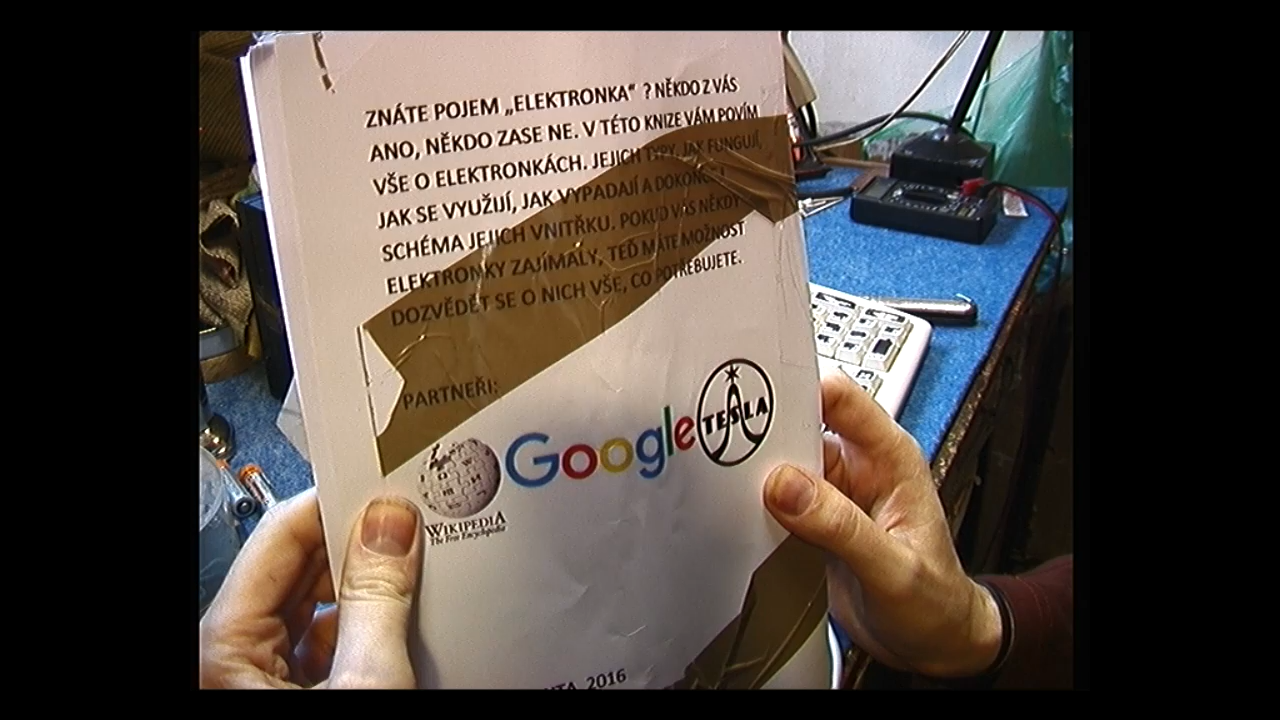 ZNÁTE POJEM „ELEKTRONKA“ ? NĚKDO Z VÁS
ANO, NĚKDO ZASE NE. V TÉTO KNIZE VÁM POVÍM
VŠE O ELEKTRONKÁCH. JEJICH TYPY, JAK FUNGUJÍ,
JAK SE VYUŽIJÍ, JAK VYPADAJÍ A DOKONCE I
SCHÉMA JEJICH VNITŘKU. POKUD VÁS NĚKDY
ELEKTRONKY ZAJÍMALY, TEĎ MÁTE MOŽNOST
DOZVĚDĚT SE O NICH VŠE, CO POTŘEBUJETE.
PARTNEŘI:
Google
TESLA
WIKIPEDIA
The Free Encyclopedia
2016